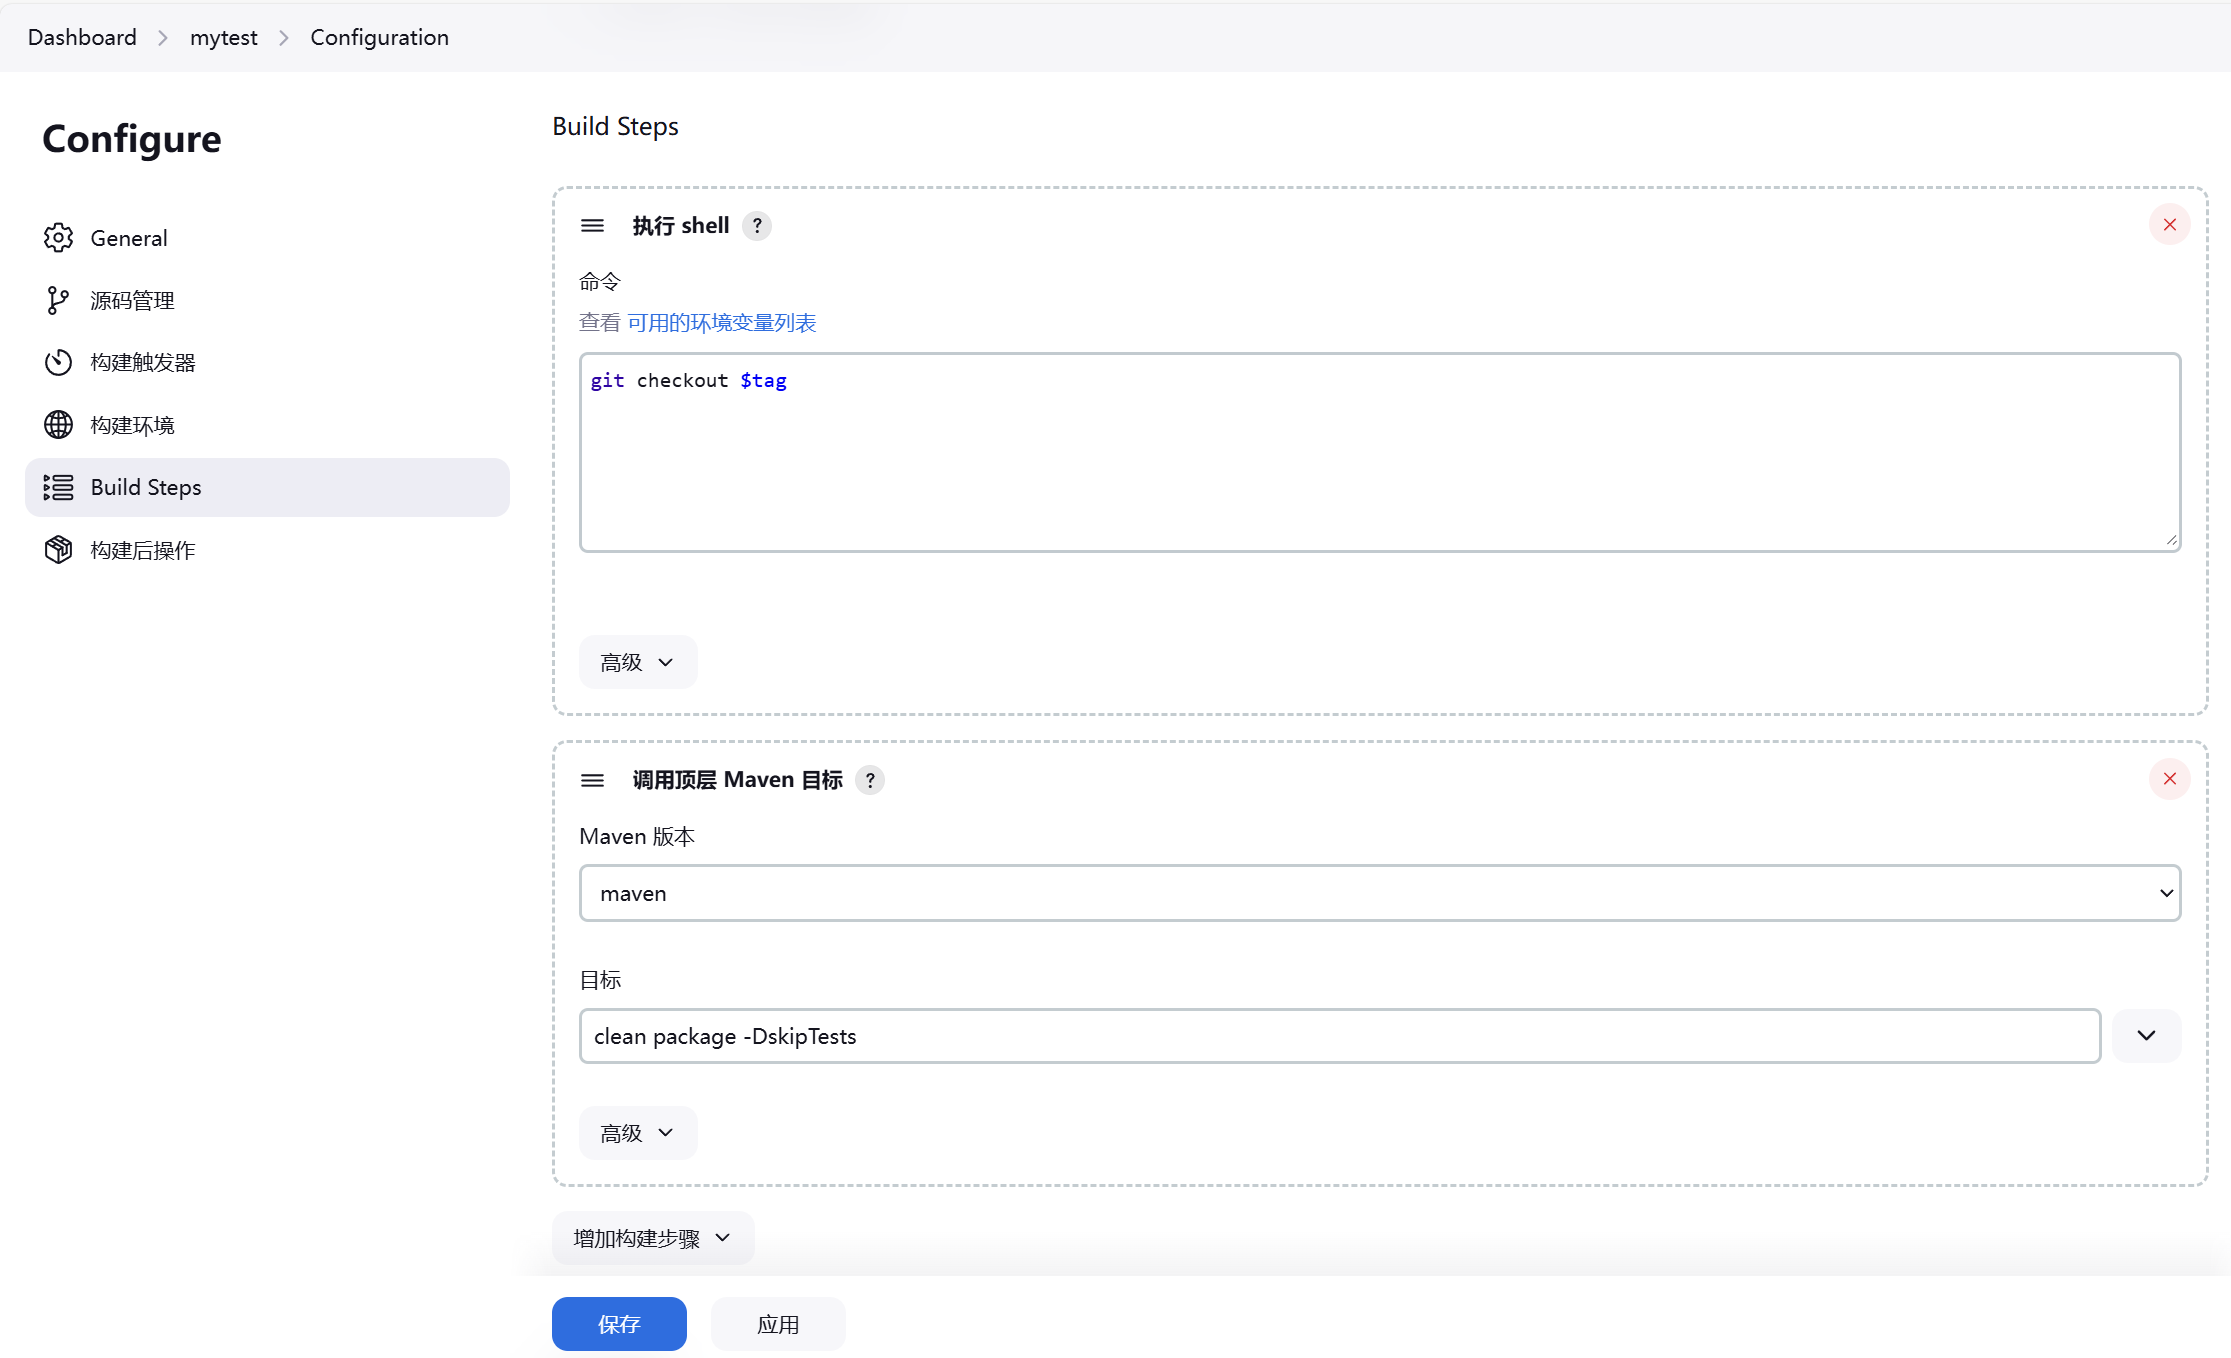 Dashboard > mytest > Configuration
Configure
General
源码管理
构建触发器
构建环境
Build Steps
构建后操作
Build Steps
执行 shell ?
命令
查看 可用的环境变量列表
git checkout $tag
高级
调用顶层 Maven 目标 ?
Maven 版本
maven
目标
clean package -DskipTests
高级
增加构建步骤
保存 应用